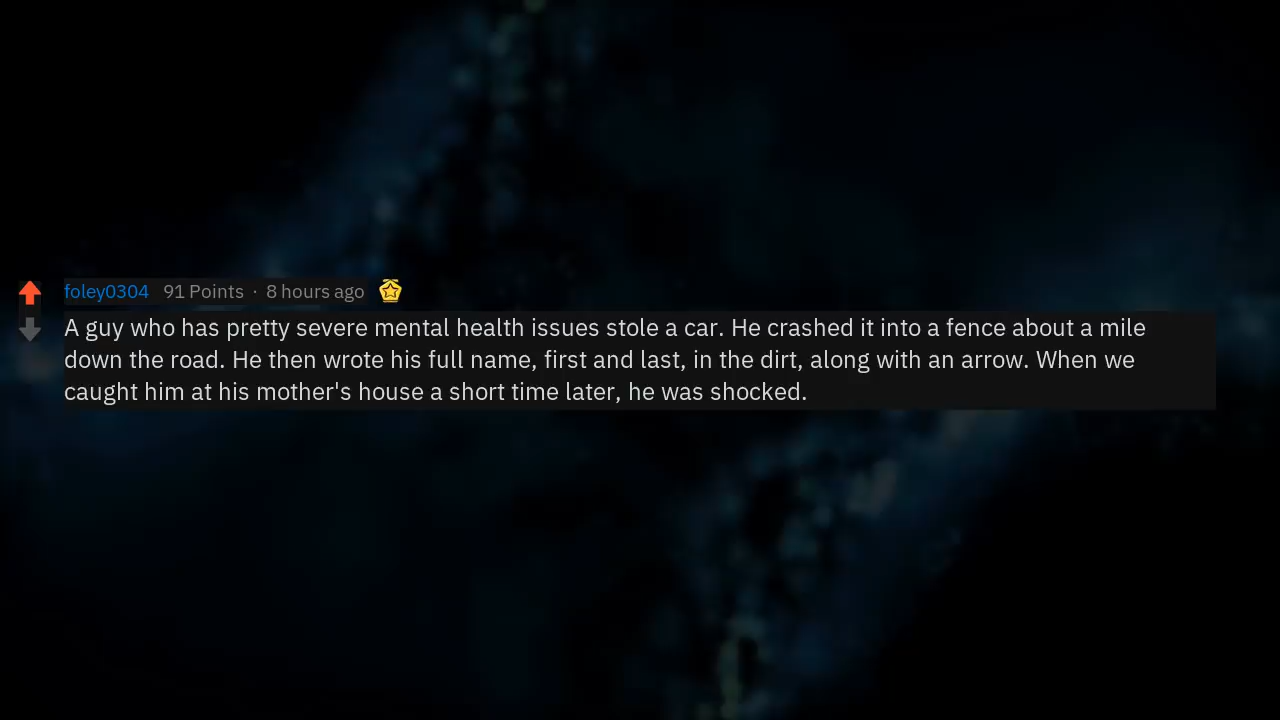 foley0304 91 Points · 8 hours ago
A guy who has pretty severe mental health issues stole a car. He crashed it into a fence about a mile
down the road. He then wrote his full name, first and last, in the dirt, along with an arrow. When we
caught him at his mother's house a short time later, he was shocked.